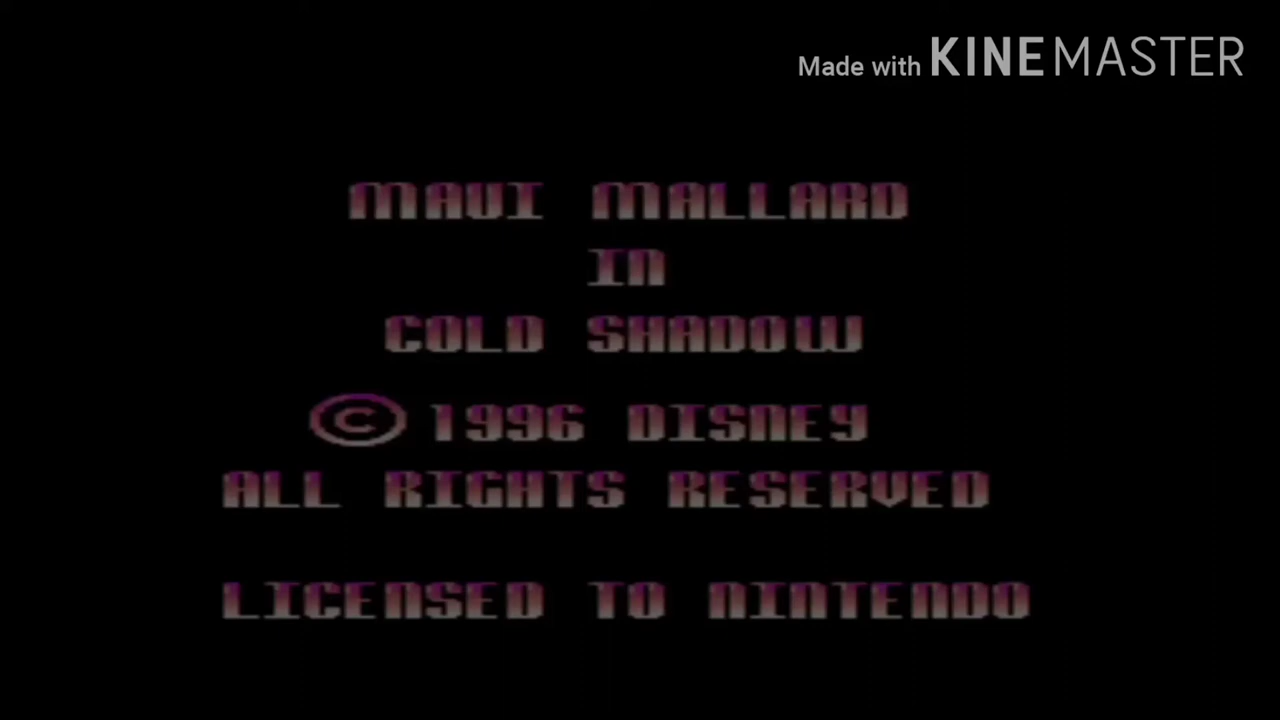 Made with KINEMASTER
MAUI MALLARD
IN
COLD SHADOW
© 1996 DISNEY
ALL RIGHTS RESERVED
LICENSED TO NINTENDO